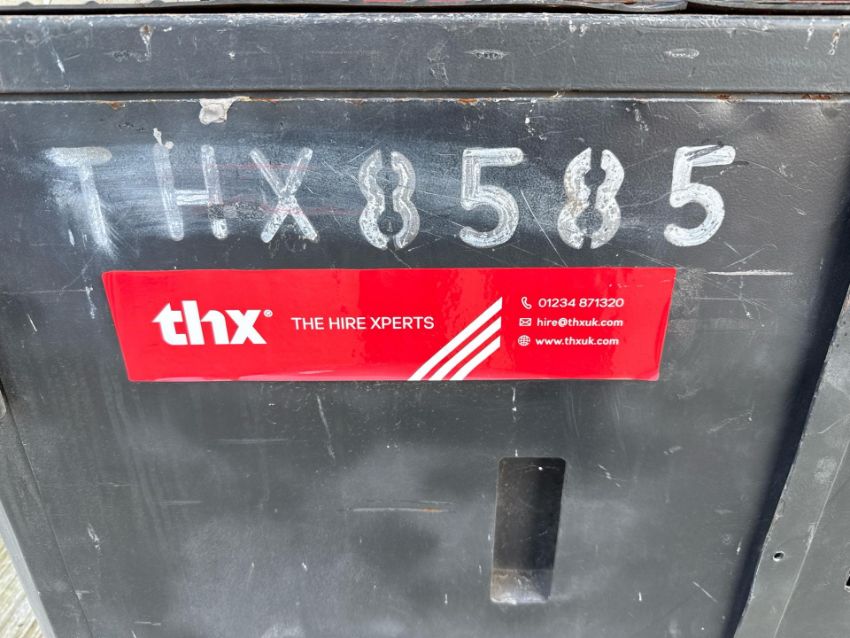 THX8585
thx®
THE HIRE XPERTS
01234 871320
hire@thxuk.com
www.thxuk.com